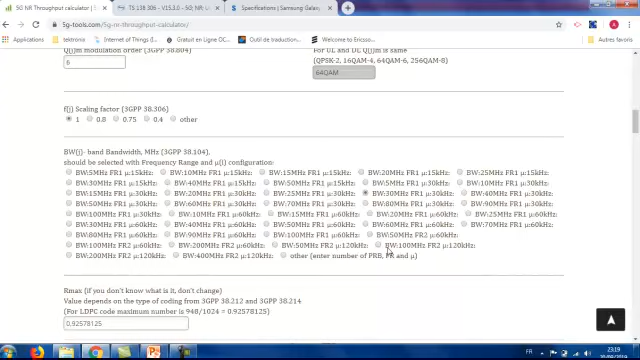 5G NR Throughput calculator
TS 138 306 - V15.3.0 - 5G; NR; U
Specifications | Samsung Galax
5g-tools.com/5g-nr-throughput-calculator/
Applications
tektronix
Internet of Things (I...
Importés depuis IE
Welcome to Ericsso...
Autres favoris
Q(j)m modulation order (3GPP 38.804)
6
For UL and DL Q(j)m is same
(QPSK-2, 16QAM-4, 64QAM-6, 256QAM-8)
64QAM
f(j) Scaling factor (3GPP 38.306)
1 0.8 0.75 0.4 other
BW(j)- band Bandwidth, MHz (3GPP 38.104),
should be selected with Frequency Range and μ(i) configuration:
BW:5MHz FR1 μ:15kHz; BW:10MHz FR1 μ:15kHz; BW:15MHz FR1 μ:15kHz; BW:20MHz FR1 μ:15kHz; BW:25MHz FR1 μ:15kHz;
BW:30MHz FR1 μ:15kHz; BW:40MHz FR1 μ:15kHz; BW:50MHz FR1 μ:15kHz; BW:5MHz FR1 μ:30kHz; BW:10MHz FR1 μ:30kHz;
BW:15MHz FR1 μ:30kHz; BW:20MHz FR1 μ:30kHz; BW:25MHz FR1 μ:30kHz; BW:30MHz FR1 μ:30kHz; BW:40MHz FR1 μ:30kHz;
BW:50MHz FR1 μ:30kHz; BW:60MHz FR1 μ:30kHz; BW:70MHz FR1 μ:30kHz; BW:80MHz FR1 μ:30kHz; BW:90MHz FR1 μ:30kHz;
BW:100MHz FR1 μ:30kHz; BW:10MHz FR1 μ:60kHz; BW:15MHz FR1 μ:60kHz; BW:20MHz FR1 μ:60kHz; BW:25MHz FR1 μ:60kHz;
BW:30MHz FR1 μ:60kHz; BW:40MHz FR1 μ:60kHz; BW:50MHz FR1 μ:60kHz; BW:60MHz FR1 μ:60kHz; BW:70MHz FR1 μ:60kHz;
BW:80MHz FR1 μ:60kHz; BW:90MHz FR1 μ:60kHz; BW:100MHz FR1 μ:60kHz; BW:50MHz FR2 μ:60kHz;
BW:100MHz FR2 μ:60kHz; BW:200MHz FR2 μ:60kHz; BW:50MHz FR2 μ:120kHz; BW:100MHz FR2 μ:120kHz;
BW:200MHz FR2 μ:120kHz; BW:400MHz FR2 μ:120kHz; other (enter number of PRB, FR and μ)
Rmax (if you don't know what is it, don't change)
Value depends on the type of coding from 3GPP 38.212 and 3GPP 38.214
(For LDPC code maximum number is 948/1024 = 0.92578125)
0,92578125
FR
23:19